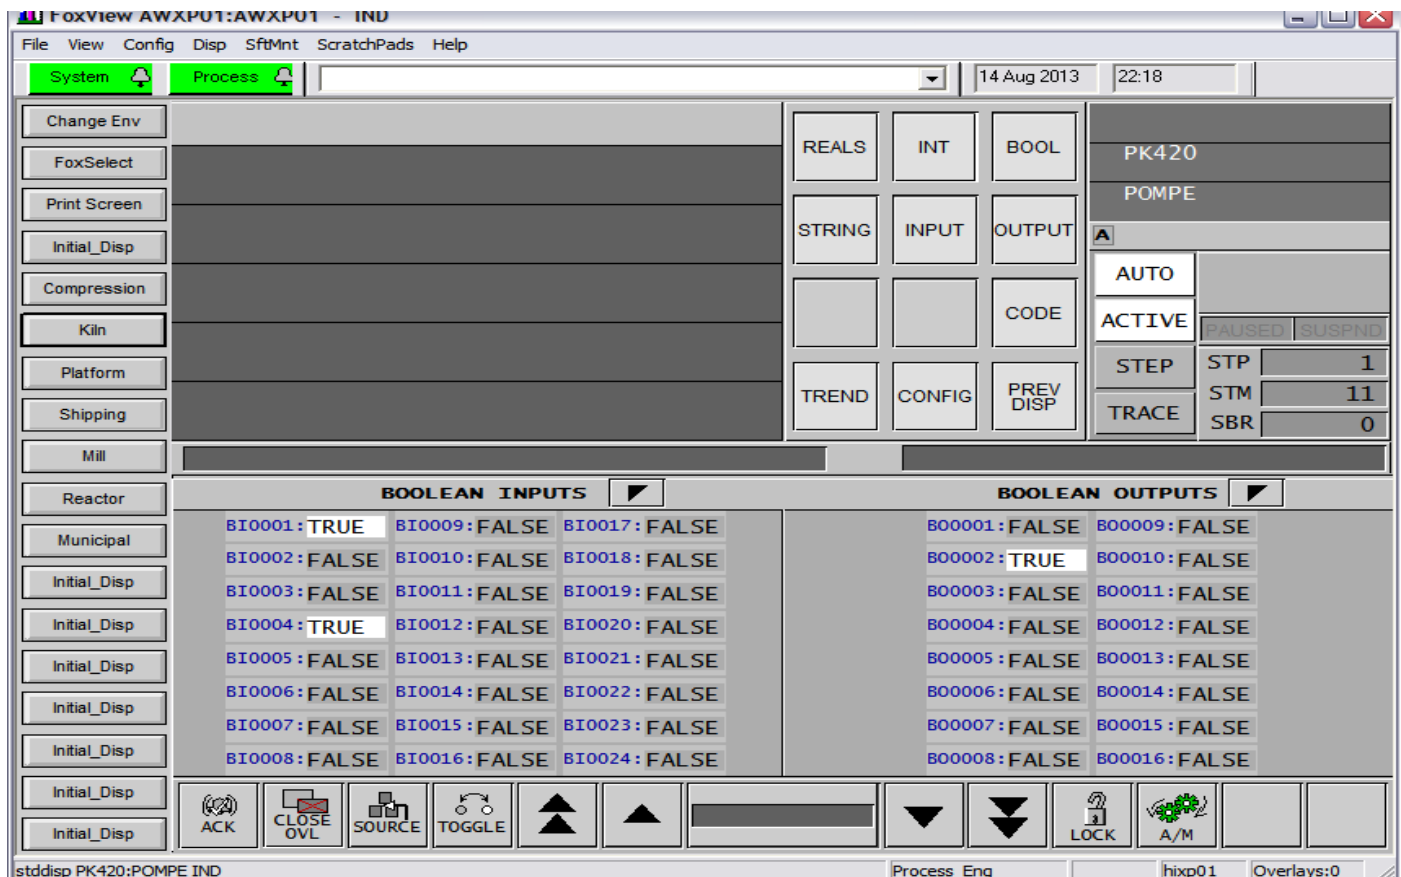 FoxView AWXP01:AWXP01 - IND
File View Config Disp SftMnt ScratchPads Help
System Process 14 Aug 2013 22:18
Change Env
FoxSelect
Print Screen
Initial_Disp
Compression
Kiln
Platform
Shipping
Mill
Reactor
Municipal
Initial_Disp
Initial_Disp
Initial_Disp
Initial_Disp
Initial_Disp
Initial_Disp
Initial_Disp
REALS INT BOOL
STRING INPUT OUTPUT
CODE
TREND CONFIG PREV
DISP
PK420
POMPE
A
AUTO
ACTIVE PAUSED SUSPND
STEP STP 1
STM 11
TRACE SBR 0
BOOLEAN INPUTS BOOLEAN OUTPUTS
BI0001:TRUE BI0009:FALSE BI0017:FALSE BO0001:FALSE BO0009:FALSE
BI0002:FALSE BI0010:FALSE BI0018:FALSE BO0002:TRUE BO0010:FALSE
BI0003:FALSE BI0011:FALSE BI0019:FALSE BO0003:FALSE BO0011:FALSE
BI0004:TRUE BI0012:FALSE BI0020:FALSE BO0004:FALSE BO0012:FALSE
BI0005:FALSE BI0013:FALSE BI0021:FALSE BO0005:FALSE BO0013:FALSE
BI0006:FALSE BI0014:FALSE BI0022:FALSE BO0006:FALSE BO0014:FALSE
BI0007:FALSE BI0015:FALSE BI0023:FALSE BO0007:FALSE BO0015:FALSE
BI0008:FALSE BI0016:FALSE BI0024:FALSE BO0008:FALSE BO0016:FALSE
ACK CLOSE
OVL SOURCE TOGGLE LOCK A/M
stddisp PK420:POMPE IND Process Eng hixp01 Overlays:0